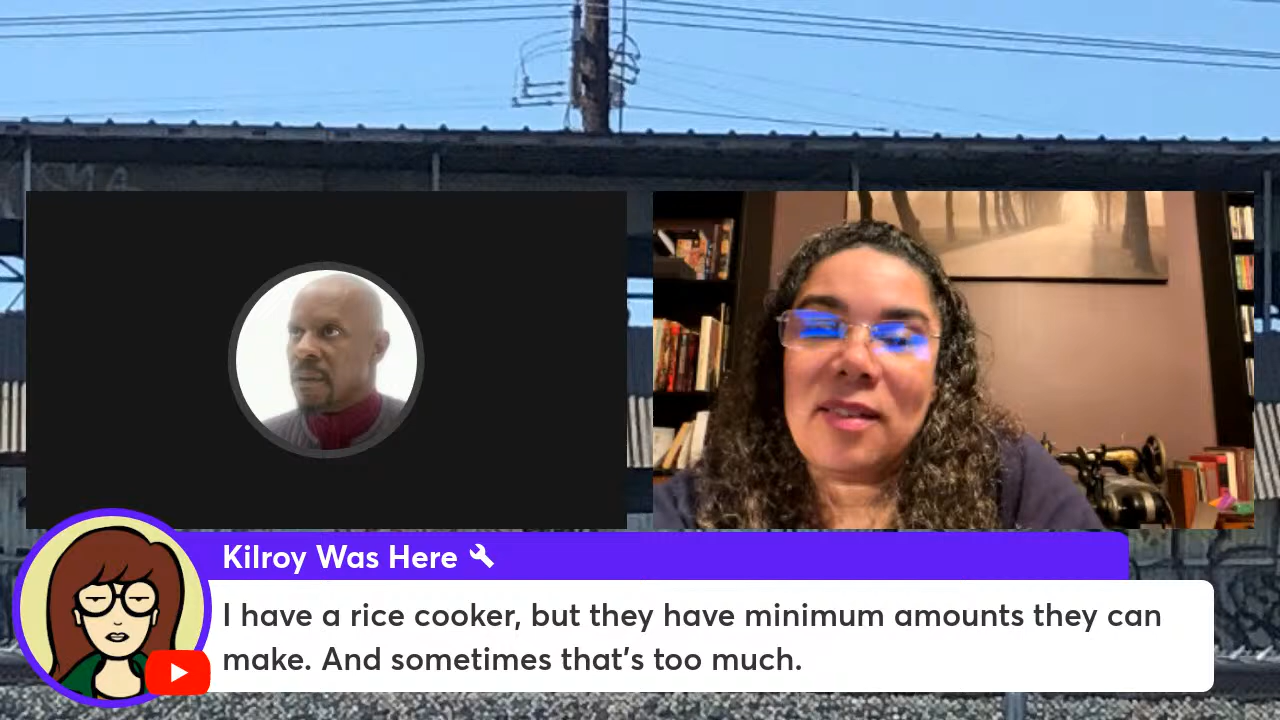 Kilroy Was Here
I have a rice cooker, but they have minimum amounts they can
make. And sometimes that's too much.